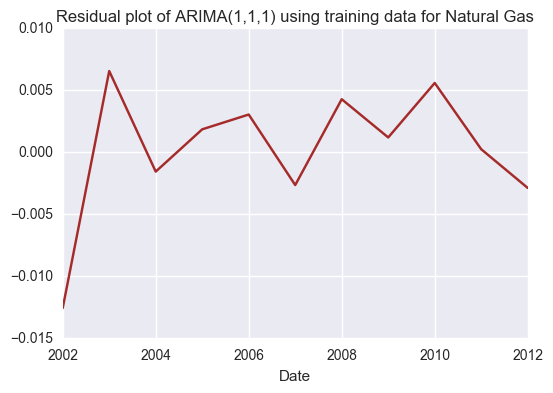 Residual plot of ARIMA(1,1,1) using training data for Natural Gas
0.010
0.005
0.000
−0.005
−0.010
−0.015
2002 2004 2006 2008 2010 2012
Date